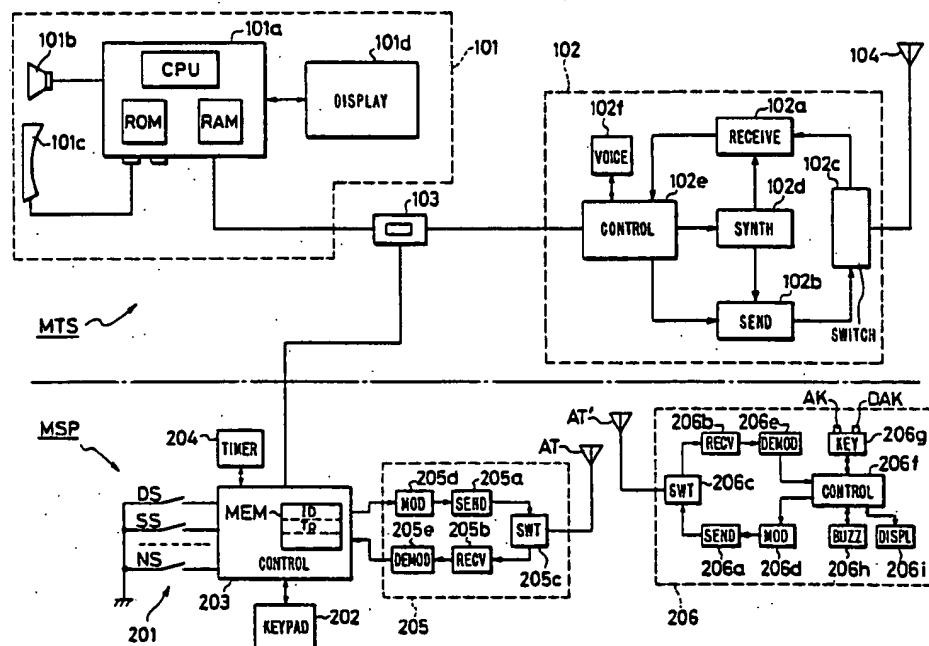 101b
101a
101d
101
CPU
DISPLAY
ROM
RAM
101c
103
102
104
102f
102a
VOICE
RECEIVE
102c
102e
102d
CONTROL
SYNTH
102b
SEND
SWITCH
MTS
MSP
204
TIMER
DS
SS
NS
MEM
ID
CONTROL
201
203
KEYPAD
202
205d
205a
MOD
SEND
AT
SWT
205e
205b
DEMOD
RECV
205c
205
AT'
AK
DAK
206b
206e
RECV
DEMOD
KEY
206g
206f
SWT
206c
CONTROL
SEND
MOD
BUZZ
DISPL
206a
206d
206h
206i
206